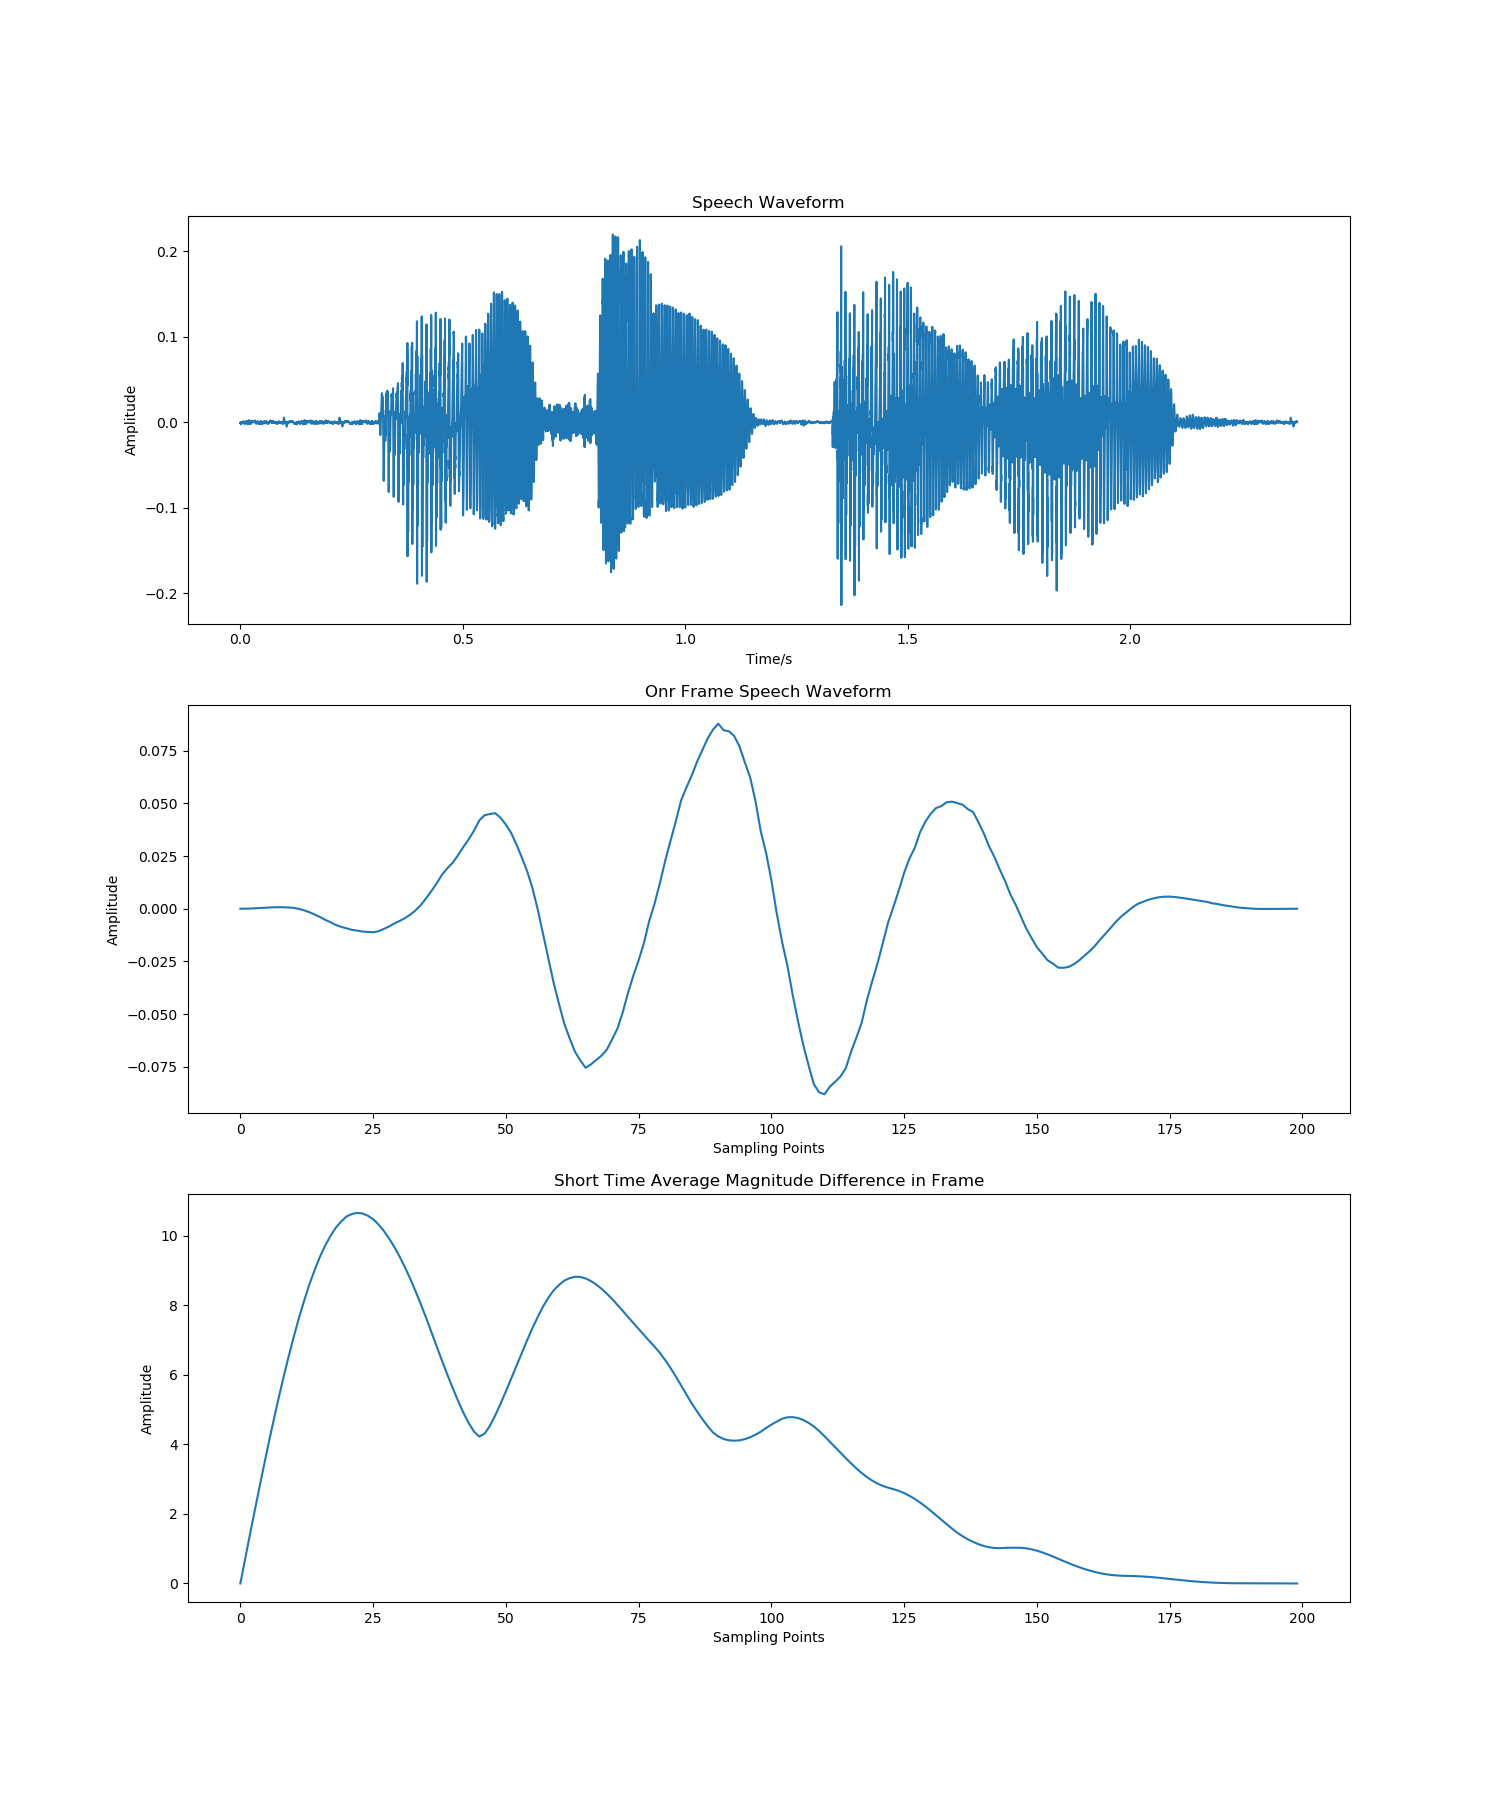 Speech Waveform
Amplitude
0.2
0.1
0.0
−0.1
−0.2
0.0 0.5 1.0 1.5 2.0
Time/s
Onr Frame Speech Waveform
Amplitude
0.075
0.050
0.025
0.000
−0.025
−0.050
−0.075
0 25 50 75 100 125 150 175 200
Sampling Points
Short Time Average Magnitude Difference in Frame
Amplitude
10
8
6
4
2
0
0 25 50 75 100 125 150 175 200
Sampling Points